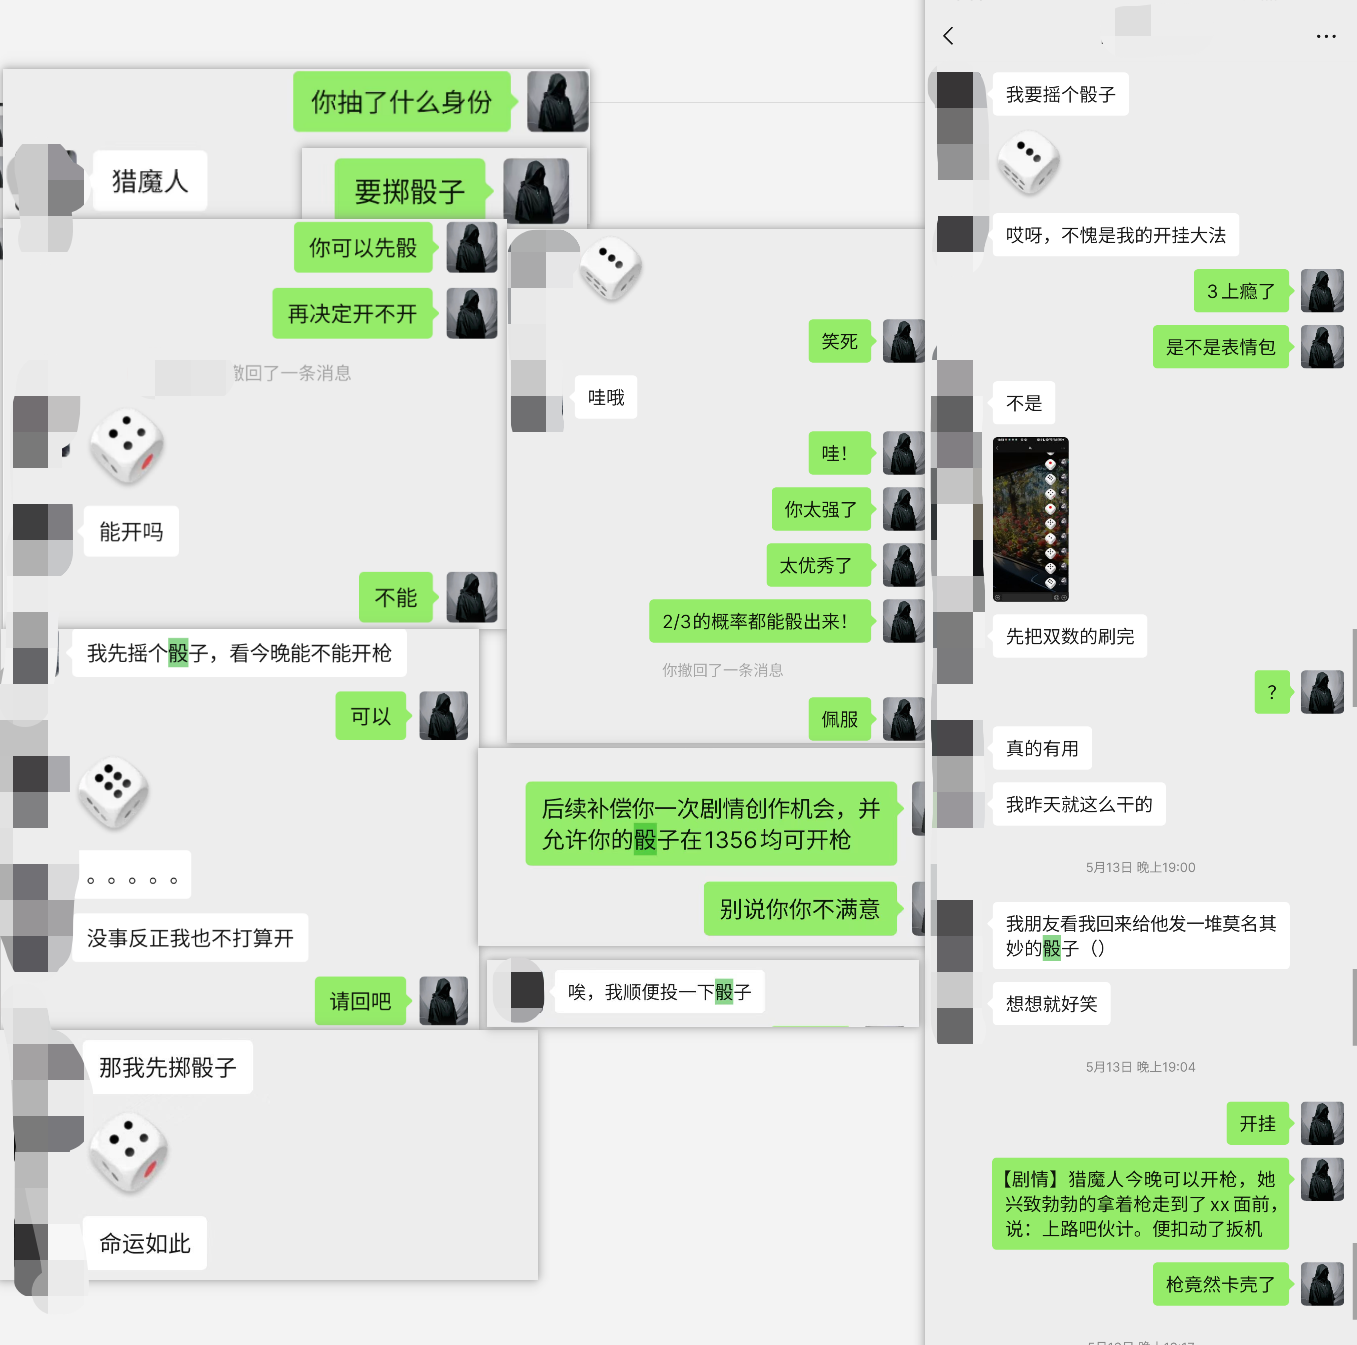 你抽了什么身份
猎魔人
要掷骰子
你可以先骰
再决定开不开
撤回了一条消息
能开吗
不能
我先摇个骰子，看今晚能不能开枪
可以
。。。。。
没事反正我也不打算开
请回吧
那我先掷骰子
命运如此
笑死
哇哦
哇！
你太强了
太优秀了
2/3的概率都能骰出来！
你撤回了一条消息
佩服
后续补偿你一次剧情创作机会，并
允许你的骰子在1356均可开枪
别说你你不满意
唉，我顺便投一下骰子
我要摇个骰子
哎呀，不愧是我的开挂大法
3上瘾了
是不是表情包
不是
先把双数的刷完
？
真的有用
我昨天就这么干的
5月13日 晚上19:00
我朋友看我回来给他发一堆莫名其
妙的骰子（）
想想就好笑
5月13日 晚上19:04
开挂
【剧情】猎魔人今晚可以开枪，她
兴致勃勃的拿着枪走到了xx面前，
说：上路吧伙计。便扣动了扳机
枪竟然卡壳了